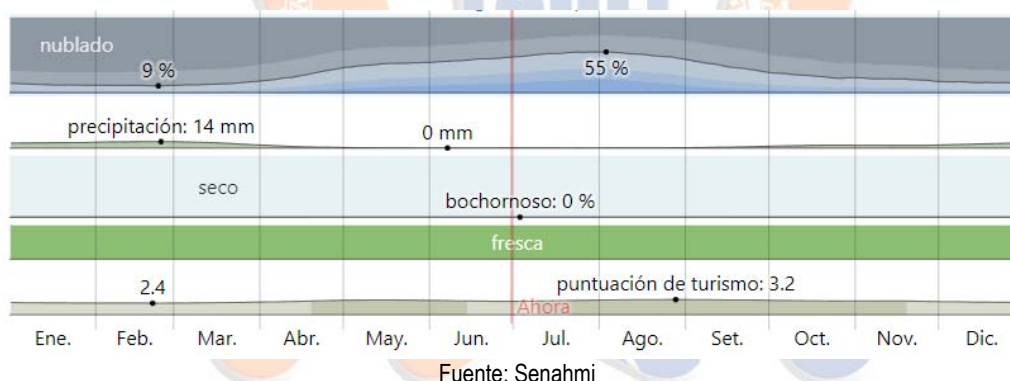 nublado
9 %
55 %
precipitación: 14 mm
0 mm
seco
bochornoso: 0 %
fresca
2.4
puntuación de turismo: 3.2
Ahora
Ene. Feb. Mar. Abr. May. Jun. Jul. Ago. Set. Oct. Nov. Dic.
Fuente: Senahmi